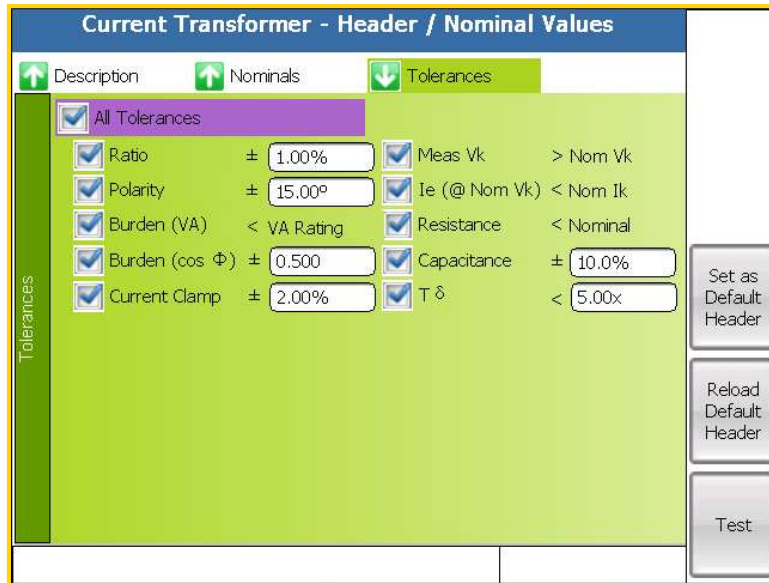 Current Transformer - Header / Nominal Values
Description Nominals Tolerances
All Tolerances
Ratio ± 1.00% Meas Vk > Nom Vk
Polarity ± 15.00º Ie (@ Nom Vk) < Nom Ik
Burden (VA) < VA Rating Resistance < Nominal
Burden (cos Φ) ± 0.500 Capacitance ± 10.0%
Current Clamp ± 2.00% T δ < 5.00x
Tolerances
Set as
Default
Header
Reload
Default
Header
Test